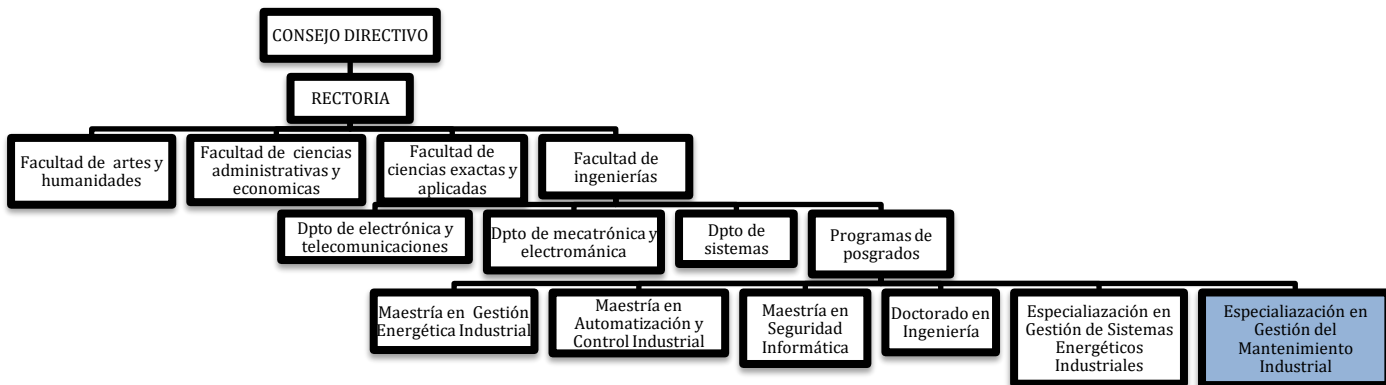 CONSEJO DIRECTIVO
RECTORIA
Facultad de artes y
humanidades
Facultad de ciencias
administrativas y
economicas
Facultad de
ciencias exactas y
aplicadas
Facultad de
ingenierías
Dpto de electrónica y
telecomunicaciones
Dpto de mecatrónica y
electrománica
Dpto de
sistemas
Programas de
posgrados
Maestría en Gestión
Energética Industrial
Maestría en
Automatización y
Control Industrial
Maestría en
Seguridad
Informática
Doctorado en
Ingeniería
Especialiazación en
Gestión de Sistemas
Energéticos
Industriales
Especialiazación en
Gestión del
Mantenimiento
Industrial